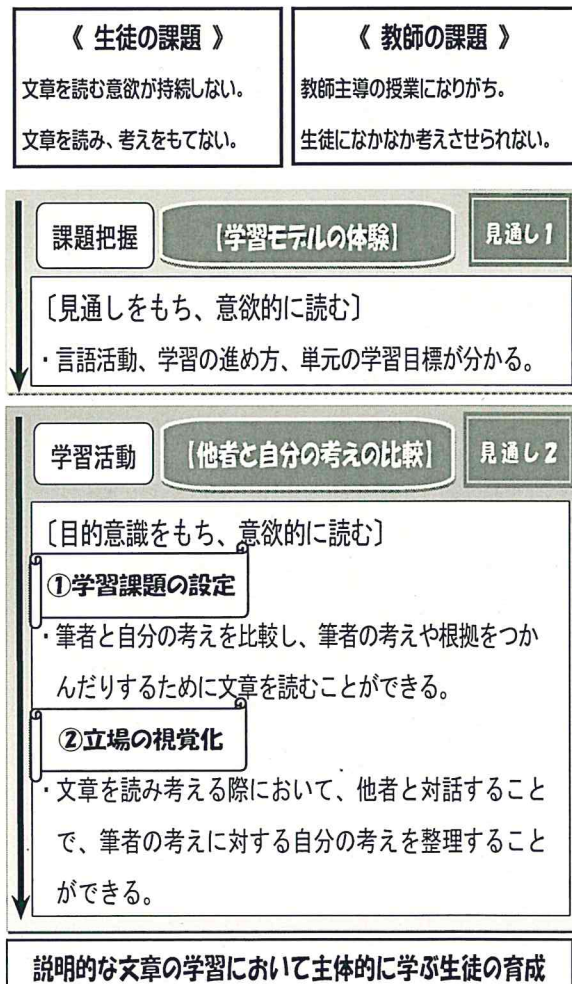 《 生徒の課題 》
文章を読む意欲が持続しない。
文章を読み、考えをもてない。
《 教師の課題 》
教師主導の授業になりがち。
生徒になかなか考えさせられない。
課題把握 【学習モデルの体験】 見通し1
〔見通しをもち、意欲的に読む〕
・言語活動、学習の進め方、単元の学習目標が分かる。
学習活動 【他者と自分の考えの比較】 見通し2
〔目的意識をもち、意欲的に読む〕
①学習課題の設定
・筆者と自分の考えを比較し、筆者の考えや根拠をつか
んだりするために文章を読むことができる。
②立場の視覚化
・文章を読み考える際において、他者と対話すること
で、筆者の考えに対する自分の考えを整理すること
ができる。
説明的な文章の学習において主体的に学ぶ生徒の育成